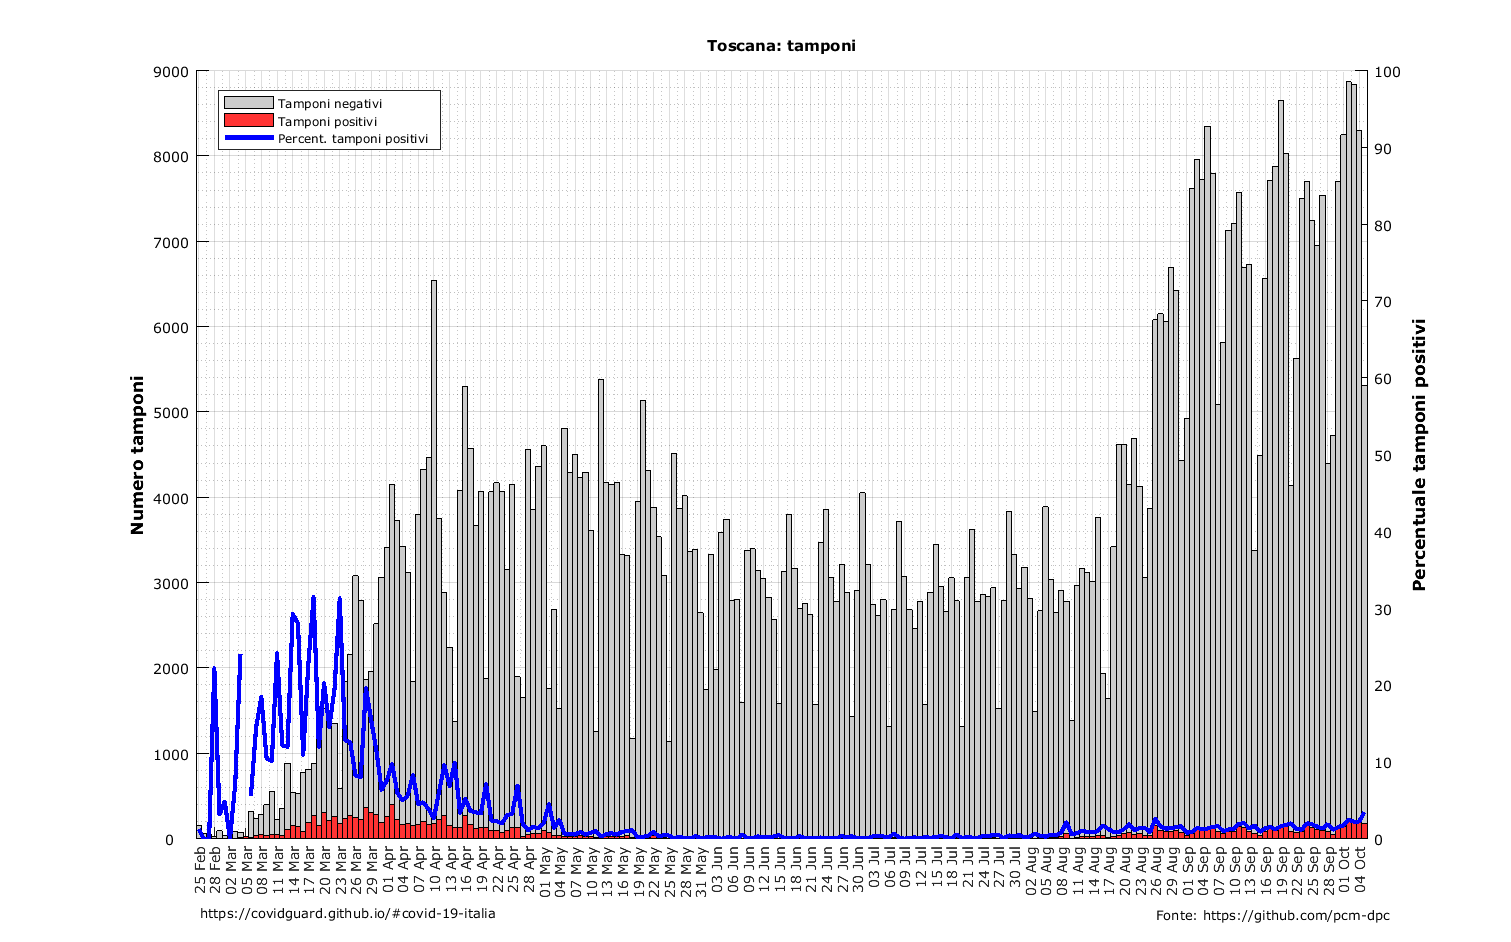 Toscana: tamponi
Tamponi negativi
Tamponi positivi
Percent. tamponi positivi
Numero tamponi
9000
8000
7000
6000
5000
4000
3000
2000
1000
0
Percentuale tamponi positivi
100
90
80
70
60
50
40
30
20
10
0
25 Feb
28 Feb
02 Mar
05 Mar
08 Mar
11 Mar
14 Mar
17 Mar
20 Mar
23 Mar
26 Mar
29 Mar
01 Apr
04 Apr
07 Apr
10 Apr
13 Apr
16 Apr
19 Apr
22 Apr
25 Apr
28 Apr
01 May
04 May
07 May
10 May
13 May
16 May
19 May
22 May
25 May
28 May
31 May
03 Jun
06 Jun
09 Jun
12 Jun
15 Jun
18 Jun
21 Jun
24 Jun
27 Jun
30 Jun
03 Jul
06 Jul
09 Jul
12 Jul
15 Jul
18 Jul
21 Jul
24 Jul
27 Jul
30 Jul
02 Aug
05 Aug
08 Aug
11 Aug
14 Aug
17 Aug
20 Aug
23 Aug
26 Aug
29 Aug
01 Sep
04 Sep
07 Sep
10 Sep
13 Sep
16 Sep
19 Sep
22 Sep
25 Sep
28 Sep
01 Oct
04 Oct
https://covidguard.github.io/#covid-19-italia
Fonte: https://github.com/pcm-dpc